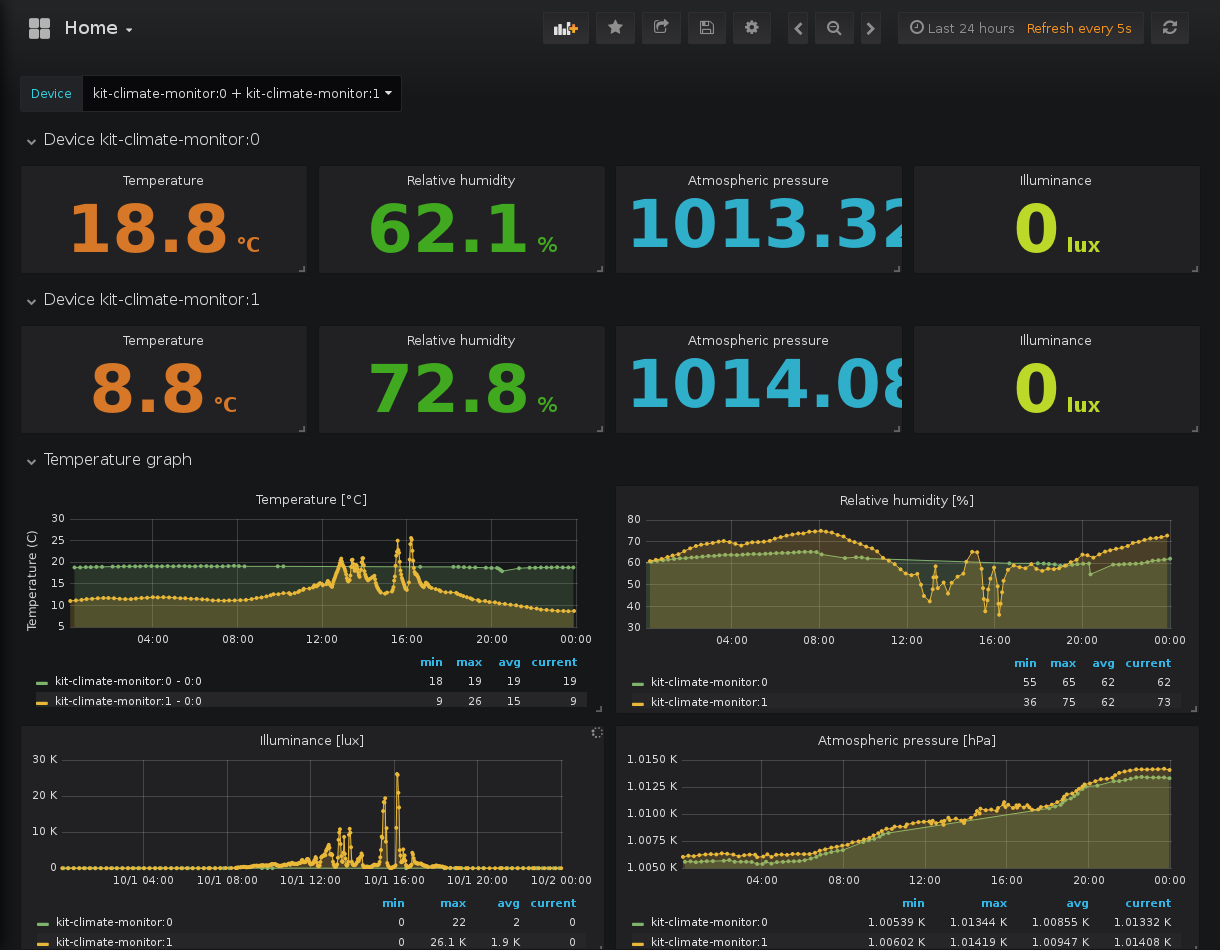 Home
Last 24 hours Refresh every 5s
Device kit-climate-monitor:0 + kit-climate-monitor:1
Device kit-climate-monitor:0
Temperature Relative humidity Atmospheric pressure Illuminance
18.8 °C 62.1 % 1013.32 0 lux
Device kit-climate-monitor:1
Temperature Relative humidity Atmospheric pressure Illuminance
8.8 °C 72.8 % 1014.08 0 lux
Temperature graph
Temperature [°C]
Temperature (C)
30
25
20
15
10
5
04:00 08:00 12:00 16:00 20:00 00:00
min max avg current
kit-climate-monitor:0 - 0:0 18 19 19 19
kit-climate-monitor:1 - 0:0 9 26 15 9
Relative humidity [%]
80
70
60
50
40
30
04:00 08:00 12:00 16:00 20:00 00:00
min max avg current
kit-climate-monitor:0 55 65 62 62
kit-climate-monitor:1 36 75 62 73
Illuminance [lux]
30 K
20 K
10 K
0
10/1 04:00 10/1 08:00 10/1 12:00 10/1 16:00 10/1 20:00 10/2 00:00
min max avg current
kit-climate-monitor:0 0 22 2 0
kit-climate-monitor:1 0 26.1 K 1.9 K 0
Atmospheric pressure [hPa]
1.0150 K
1.0125 K
1.0100 K
1.0075 K
1.0050 K
04:00 08:00 12:00 16:00 20:00 00:00
min max avg current
kit-climate-monitor:0 1.00539 K 1.01344 K 1.00855 K 1.01332 K
kit-climate-monitor:1 1.00602 K 1.01419 K 1.00947 K 1.01408 K